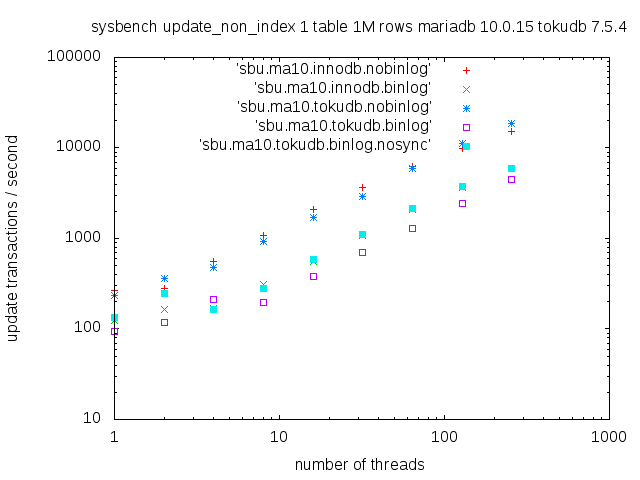 sysbench update_non_index 1 table 1M rows mariadb 10.0.15 tokudb 7.5.4
100000
'sbu.ma10.innodb.nobinlog'
'sbu.ma10.innodb.binlog'
'sbu.ma10.tokudb.nobinlog'
'sbu.ma10.tokudb.binlog'
'sbu.ma10.tokudb.binlog.nosync'
10000
1000
100
10
update transactions / second
1 10 100 1000
number of threads